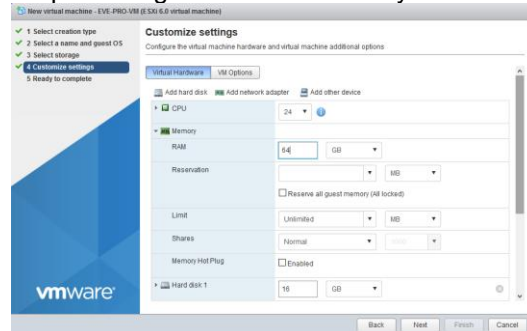 New virtual machine - EVE-PRO-VM (ESXi 6.0 virtual machine)
1 Select creation type
2 Select a name and guest OS
3 Select storage
4 Customize settings
5 Ready to complete
Customize settings
Configure the virtual machine hardware and virtual machine additional options
Virtual Hardware VM Options
Add hard disk Add network adapter Add other device
CPU 24
Memory
RAM 64 GB
Reservation MB
Reserve all guest memory (All locked)
Limit Unlimited MB
Shares Normal
Memory Hot Plug Enabled
Hard disk 1 16 GB
vmware
Back Next Finish Cancel